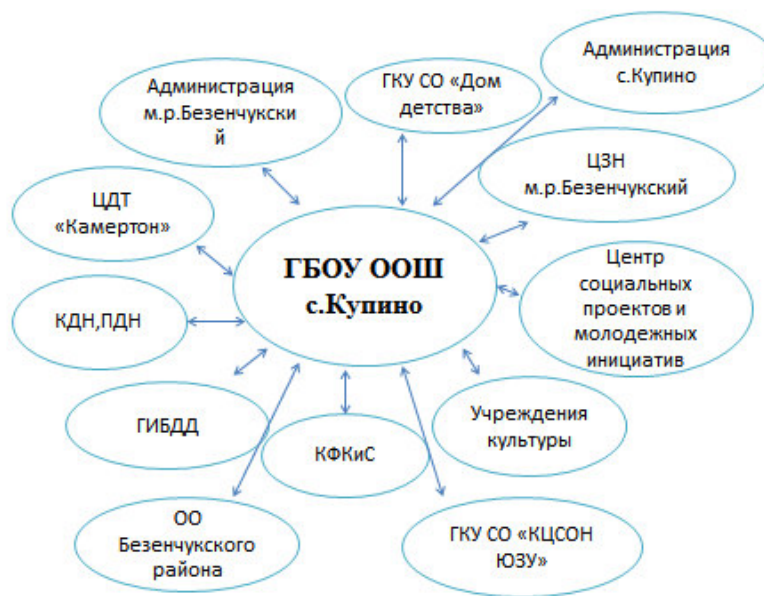 Администрация
с.Купино
ГКУ СО «Дом
детства»
Администрация
м.р.Безенчукски
й
ЦЗН
м.р.Безенчукский
ЦДТ
«Камертон»
ГБОУ ООШ
с.Купино
Центр
социальных
проектов и
молодежных
инициатив
КДН,ПДН
Учреждения
культуры
ГИБДД
КФКиС
ОО
Безенчукского
района
ГКУ СО «КЦСОН
ЮЗУ»